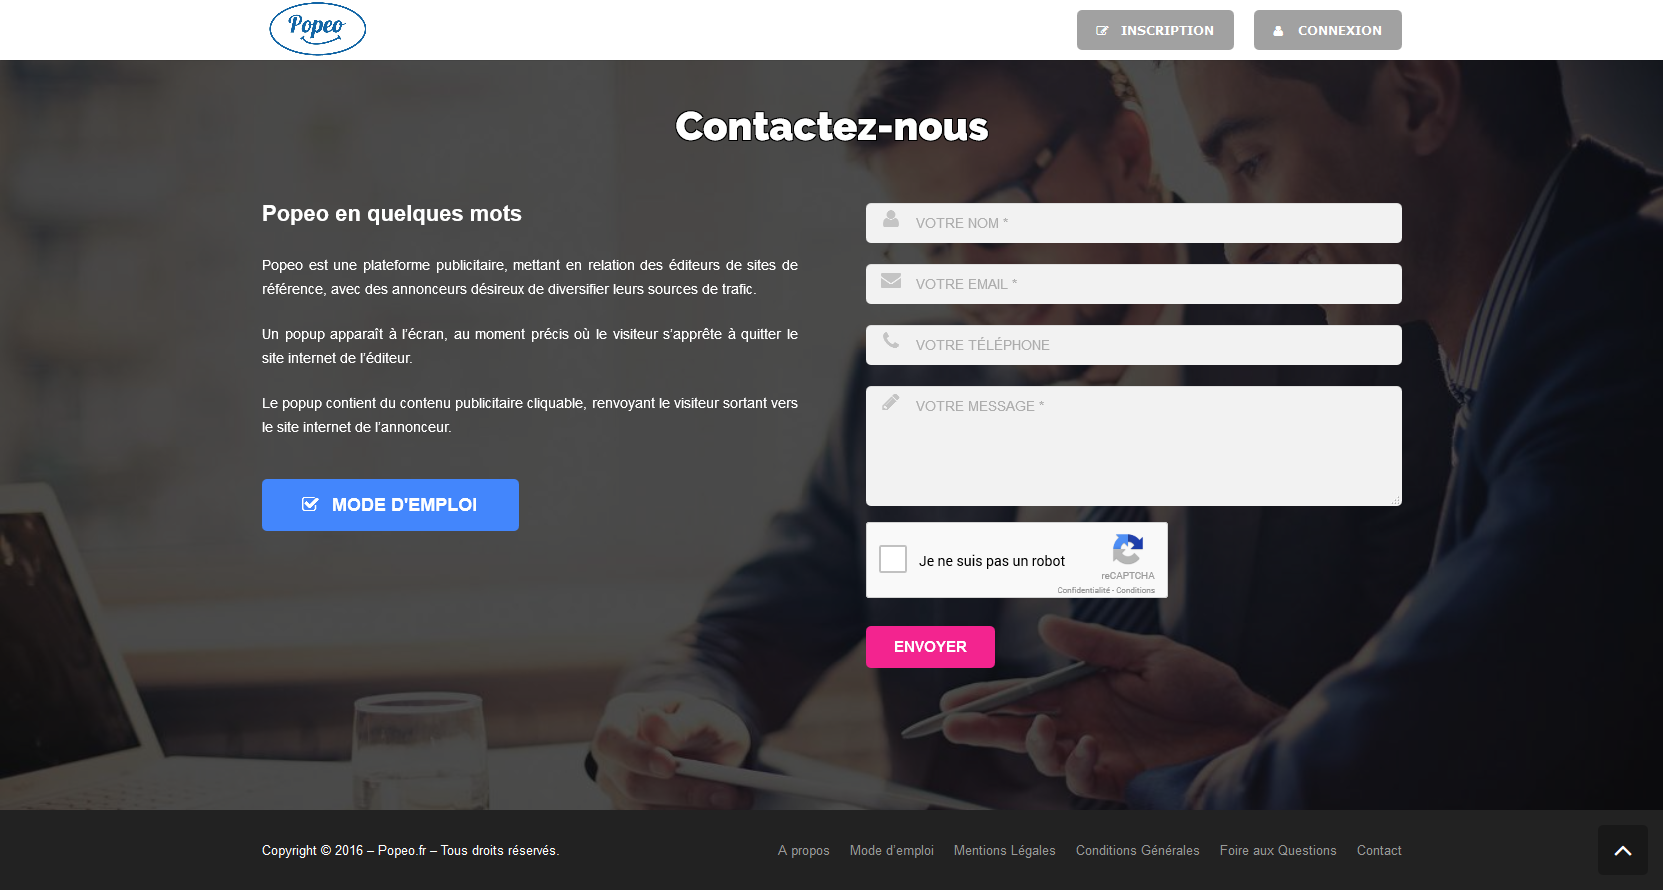 Popeo
INSCRIPTION
CONNEXION
Contactez-nous
Popeo en quelques mots
Popeo est une plateforme publicitaire, mettant en relation des éditeurs de sites de
référence, avec des annonceurs désireux de diversifier leurs sources de trafic.
Un popup apparaît à l’écran, au moment précis où le visiteur s’apprête à quitter le
site internet de l’éditeur.
Le popup contient du contenu publicitaire cliquable, renvoyant le visiteur sortant vers
le site internet de l’annonceur.
MODE D'EMPLOI
VOTRE NOM *
VOTRE EMAIL *
VOTRE TÉLÉPHONE
VOTRE MESSAGE *
Je ne suis pas un robot
reCAPTCHA
Confidentialité - Conditions
ENVOYER
Copyright © 2016 – Popeo.fr – Tous droits réservés.
A propos
Mode d’emploi
Mentions Légales
Conditions Générales
Foire aux Questions
Contact